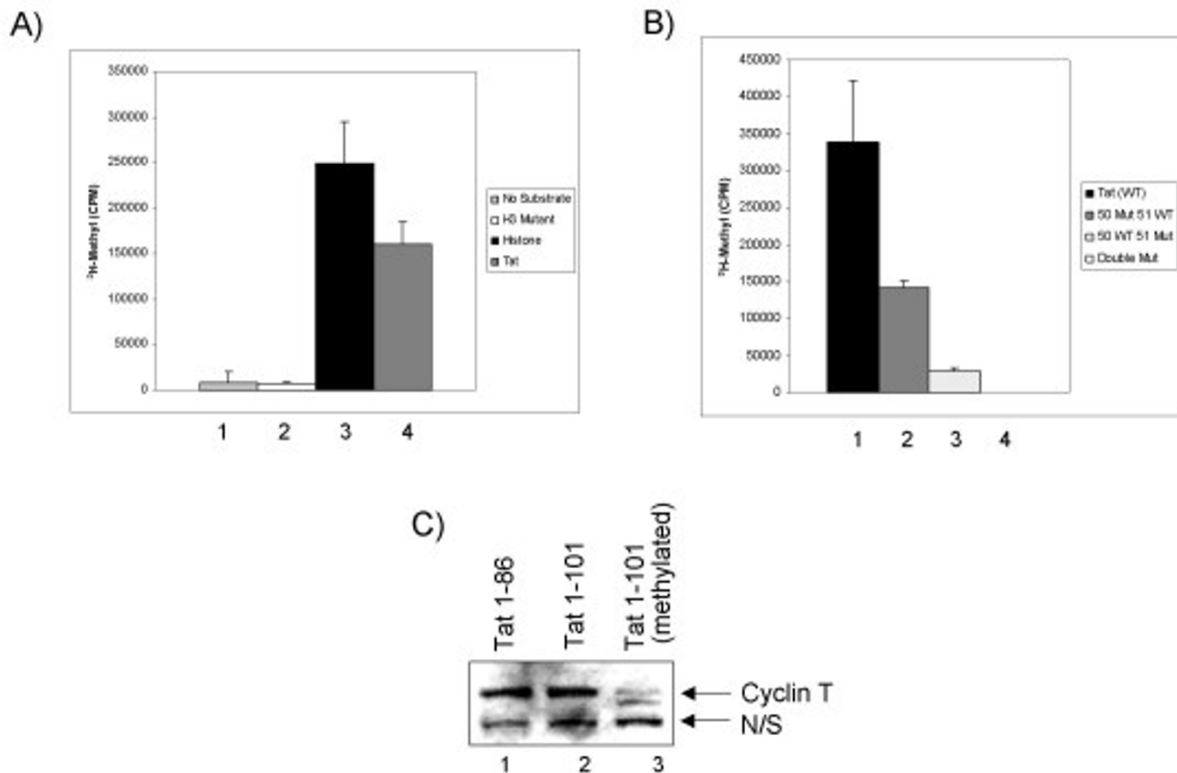 A)
350000
300000
250000
200000
150000
100000
50000
0
³H-Methyl (CPM)
No Substrate
H3 Mutant
Histone
Tat
1 2 3 4
B)
450000
400000
350000
300000
250000
200000
150000
100000
50000
0
³H-Methyl (CPM)
Tat (WT)
50 Mut 51 WT
50 WT 51 Mut
Double Mut
1 2 3 4
C)
Tat 1-86
Tat 1-101
Tat 1-101
(methylated)
Cyclin T
N/S
1 2 3